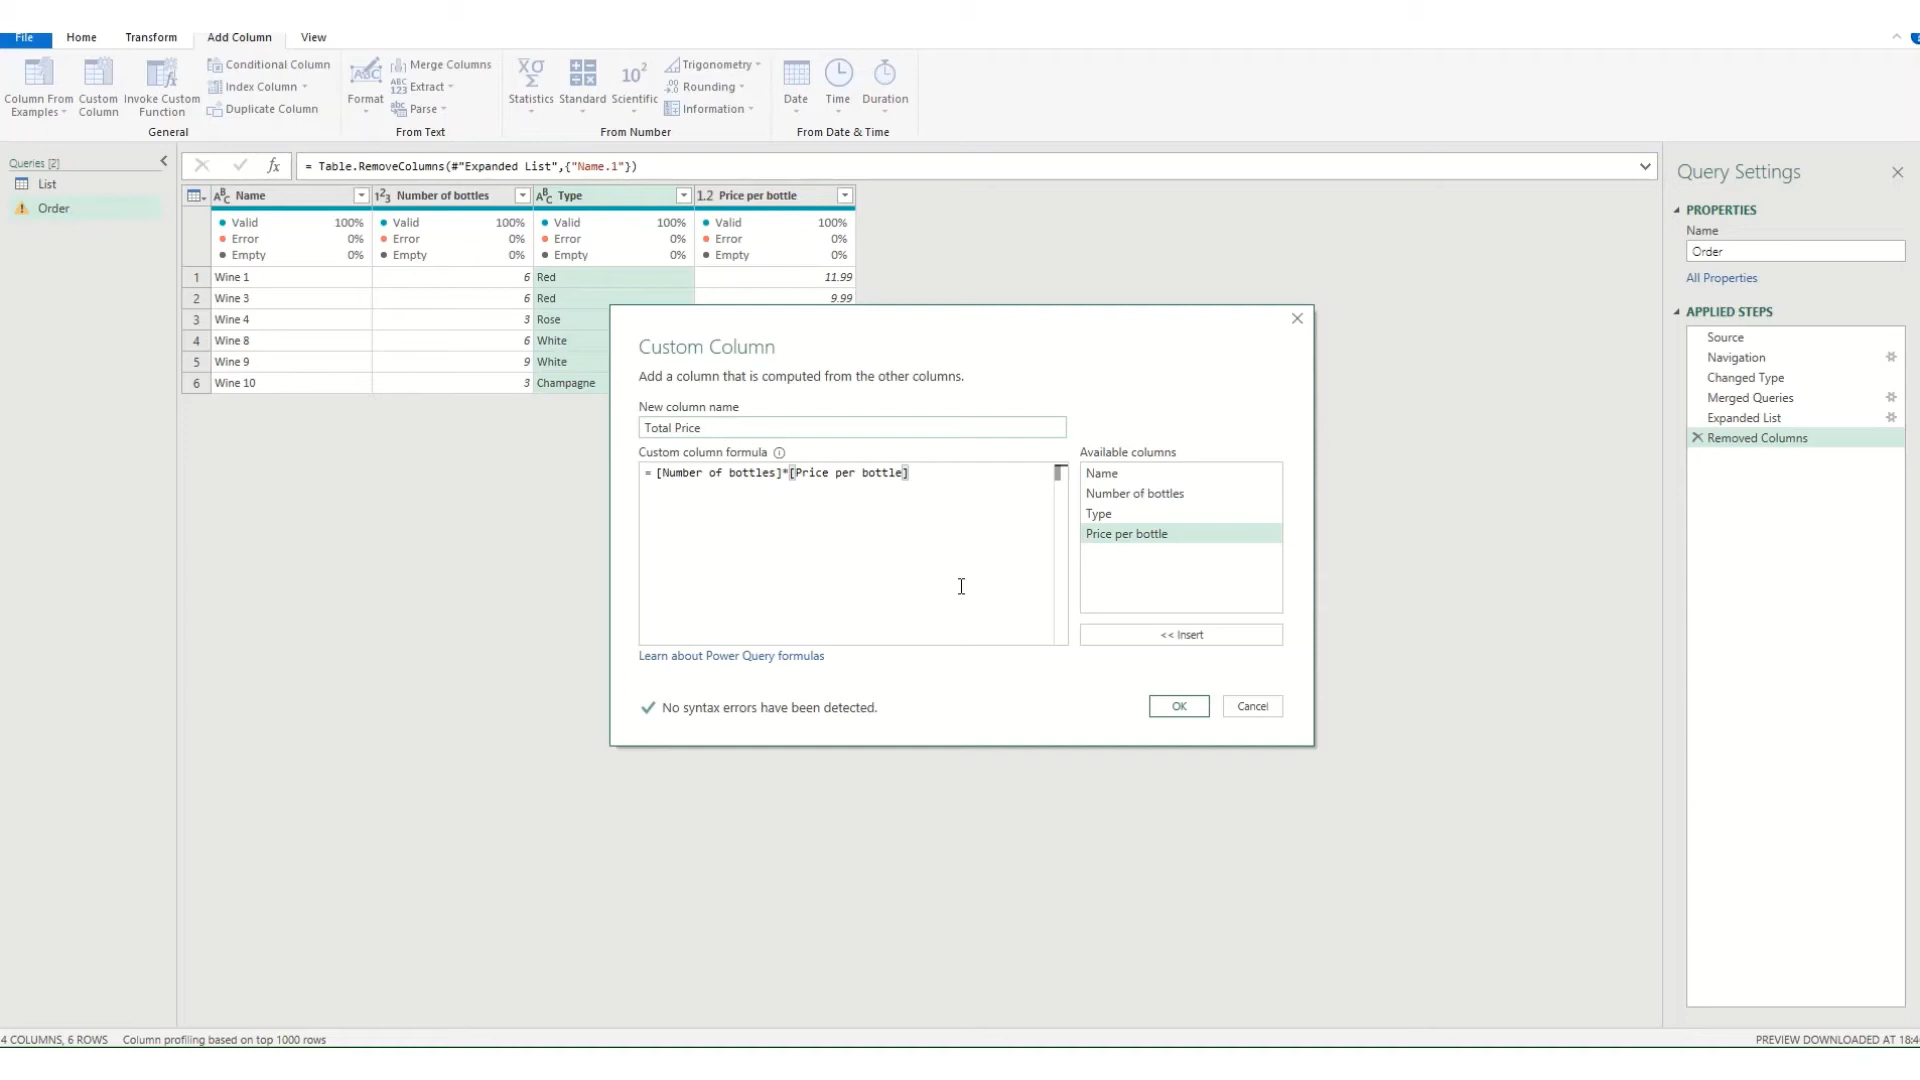 File Home Transform Add Column View
Column From Examples
Custom Column
Invoke Custom Function
Conditional Column
Index Column
Duplicate Column
General
Format
Merge Columns
Extract
Parse
From Text
Statistics
Standard
Scientific
Trigonometry
Rounding
Information
From Number
Date
Time
Duration
From Date & Time
Queries [2]
List
Order
= Table.RemoveColumns(#"Expanded List",{"Name.1"})
Name Number of bottles Type 1.2 Price per bottle
Valid 100% Valid 100% Valid 100% Valid 100%
Error 0% Error 0% Error 0% Error 0%
Empty 0% Empty 0% Empty 0% Empty 0%
1 Wine 1 6 Red 11.99
2 Wine 3 6 Red 9.99
3 Wine 4 3 Rose
4 Wine 8 6 White
5 Wine 9 9 White
6 Wine 10 3 Champagne
Custom Column
Add a column that is computed from the other columns.
New column name
Total Price
Custom column formula
= [Number of bottles]*[Price per bottle]
Available columns
Name
Number of bottles
Type
Price per bottle
<< Insert
Learn about Power Query formulas
No syntax errors have been detected.
OK
Cancel
Query Settings
PROPERTIES
Name
Order
All Properties
APPLIED STEPS
Source
Navigation
Changed Type
Merged Queries
Expanded List
Removed Columns
4 COLUMNS, 6 ROWS Column profiling based on top 1000 rows
PREVIEW DOWNLOADED AT 18:4